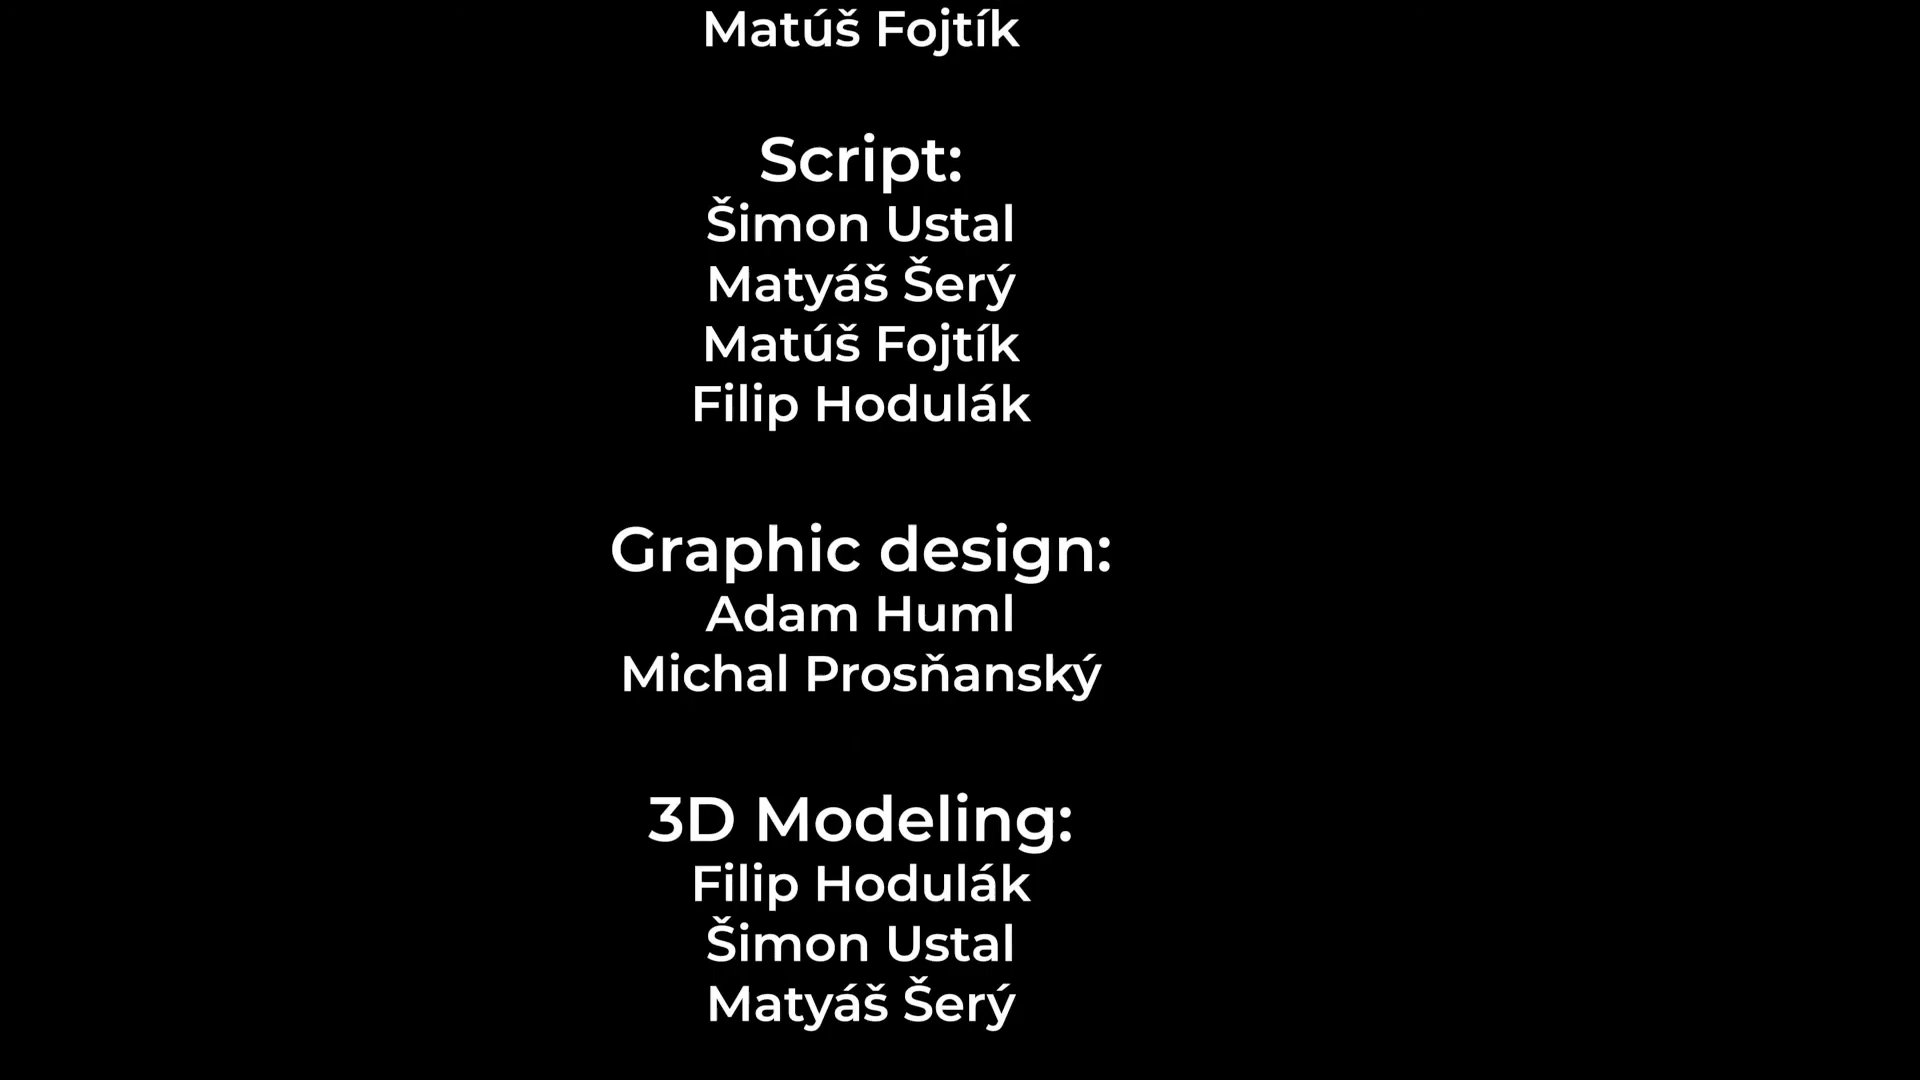 Matúš Fojtík
Script:
Šimon Ustal
Matyáš Šerý
Matúš Fojtík
Filip Hodulák
Graphic design:
Adam Huml
Michal Prosňanský
3D Modeling:
Filip Hodulák
Šimon Ustal
Matyáš Šerý